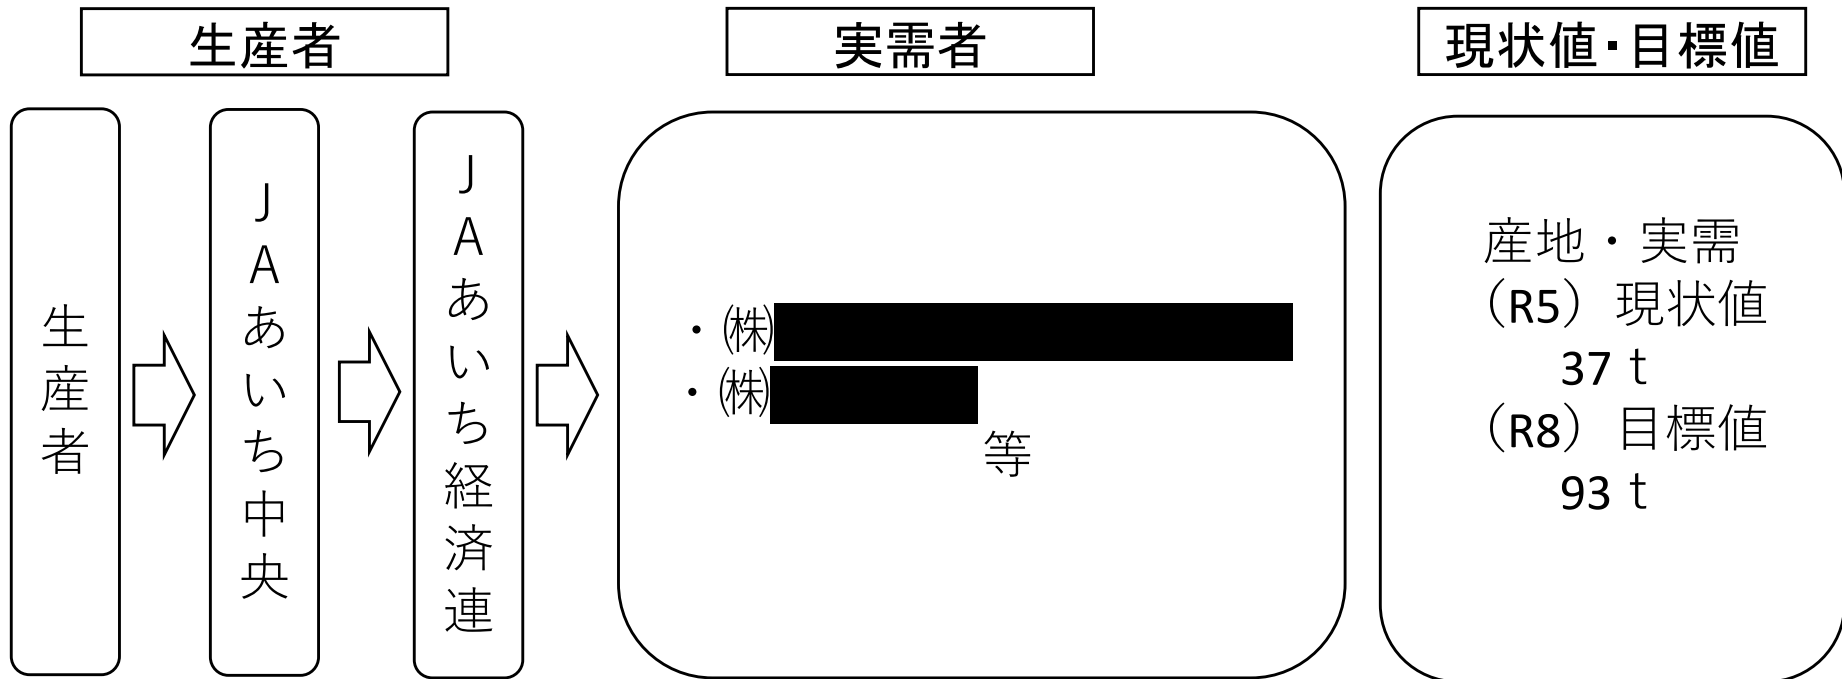 生産者
実需者
現状値・目標値
生産者
ＪＡあいち中央
ＪＡあいち経済連
・㈱
・㈱
等
産地・実需
（R5）現状値
37ｔ
（R8）目標値
93ｔ